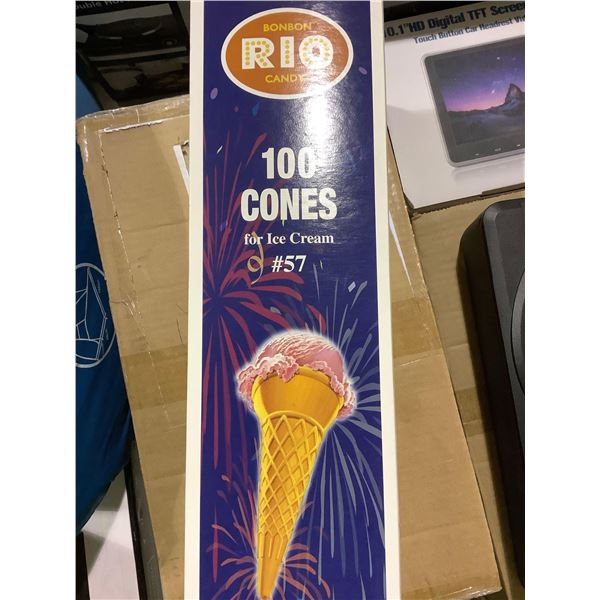 BONBON
RIO
CANDY
100
CONES
for Ice Cream
#57
10.1"HD Digital TFT Screen
Touch Button Car Headrest